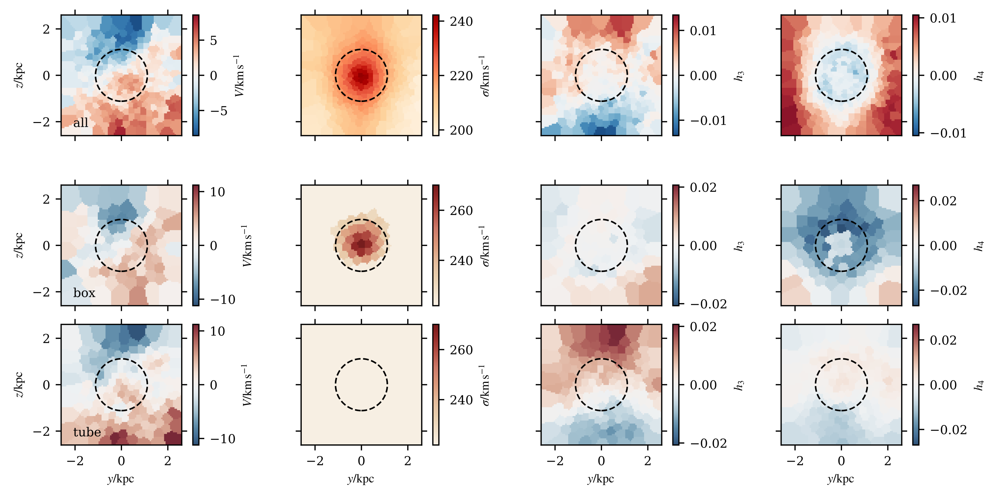 2
0
−2
z/kpc
all
5
0
−5
V/km s⁻¹
240
220
200
σ/km s⁻¹
0.01
0.00
−0.01
h₃
0.01
0.00
−0.01
h₄
2
0
−2
z/kpc
box
10
0
−10
V/km s⁻¹
260
240
σ/km s⁻¹
0.02
0.00
−0.02
h₃
0.02
0.00
−0.02
h₄
2
0
−2
z/kpc
tube
10
0
−10
V/km s⁻¹
260
240
σ/km s⁻¹
0.02
0.00
−0.02
h₃
0.02
0.00
−0.02
h₄
−2 0 2
−2 0 2
−2 0 2
−2 0 2
y/kpc
y/kpc
y/kpc
y/kpc